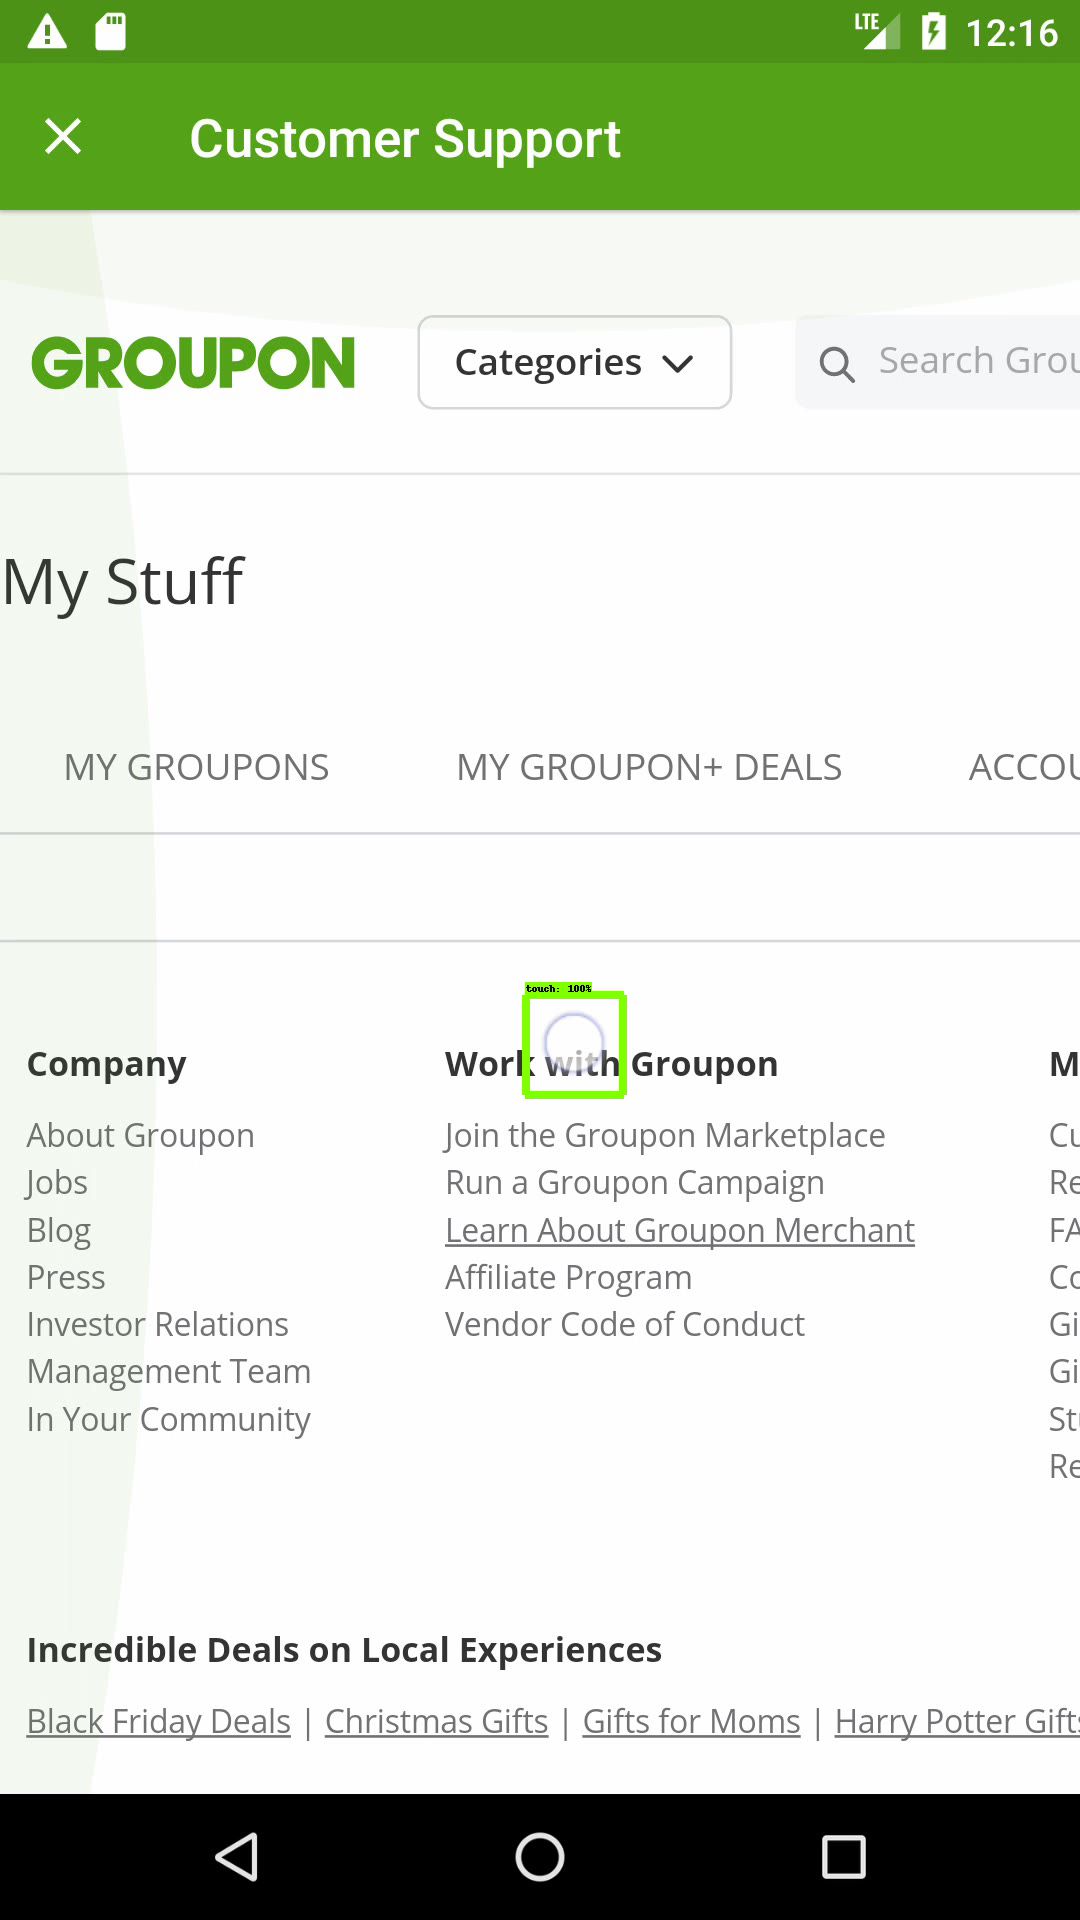 LTE 12:16
Customer Support
GROUPON Categories Search Grou
My Stuff
MY GROUPONS MY GROUPON+ DEALS ACCOU
touch: 100%
Company Work with Groupon M
About Groupon Join the Groupon Marketplace Cu
Jobs Run a Groupon Campaign Re
Blog Learn About Groupon Merchant FA
Press Affiliate Program Co
Investor Relations Vendor Code of Conduct Gi
Management Team Gi
In Your Community Stu
Re
Incredible Deals on Local Experiences
Black Friday Deals | Christmas Gifts | Gifts for Moms | Harry Potter Gifts